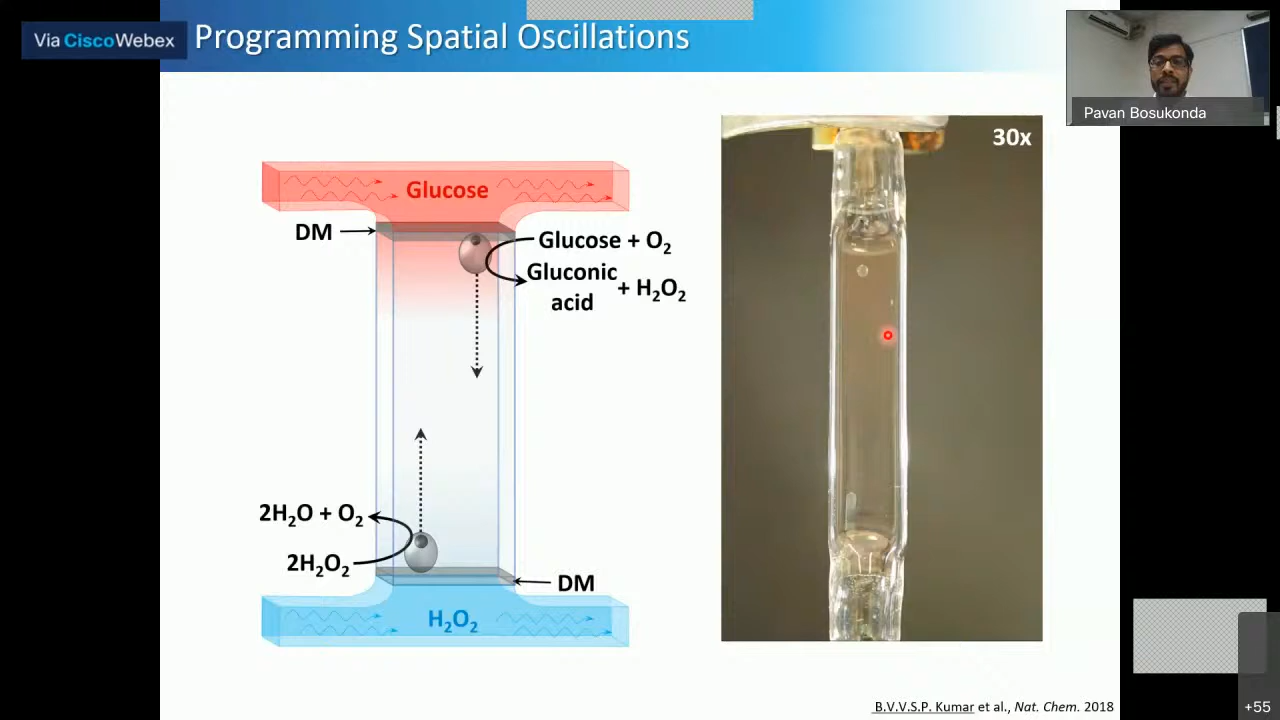 Via CiscoWebex
Programming Spatial Oscillations
Pavan Bosukonda
30x
Glucose
DM
Glucose + O₂
Gluconic
acid
+ H₂O₂
2H₂O + O₂
2H₂O₂
DM
H₂O₂
B.V.V.S.P. Kumar et al., Nat. Chem. 2018
+55